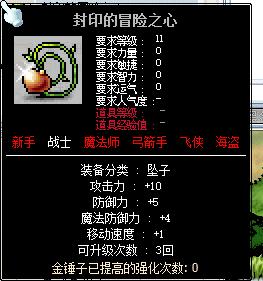 封印的冒险之心
要求等级: 11
要求力量: 0
要求敏捷: 0
要求智力: 0
要求运气: 0
要求人气度: -
道具等级: -
道具经验值: -
新手 战士 魔法师 弓箭手 飞侠 海盗
装备分类 : 坠子
攻击力 : +10
防御力 : +5
魔法防御力 : +4
移动速度 : +1
可升级次数 : 3回
金锤子已提高的强化次数: 0